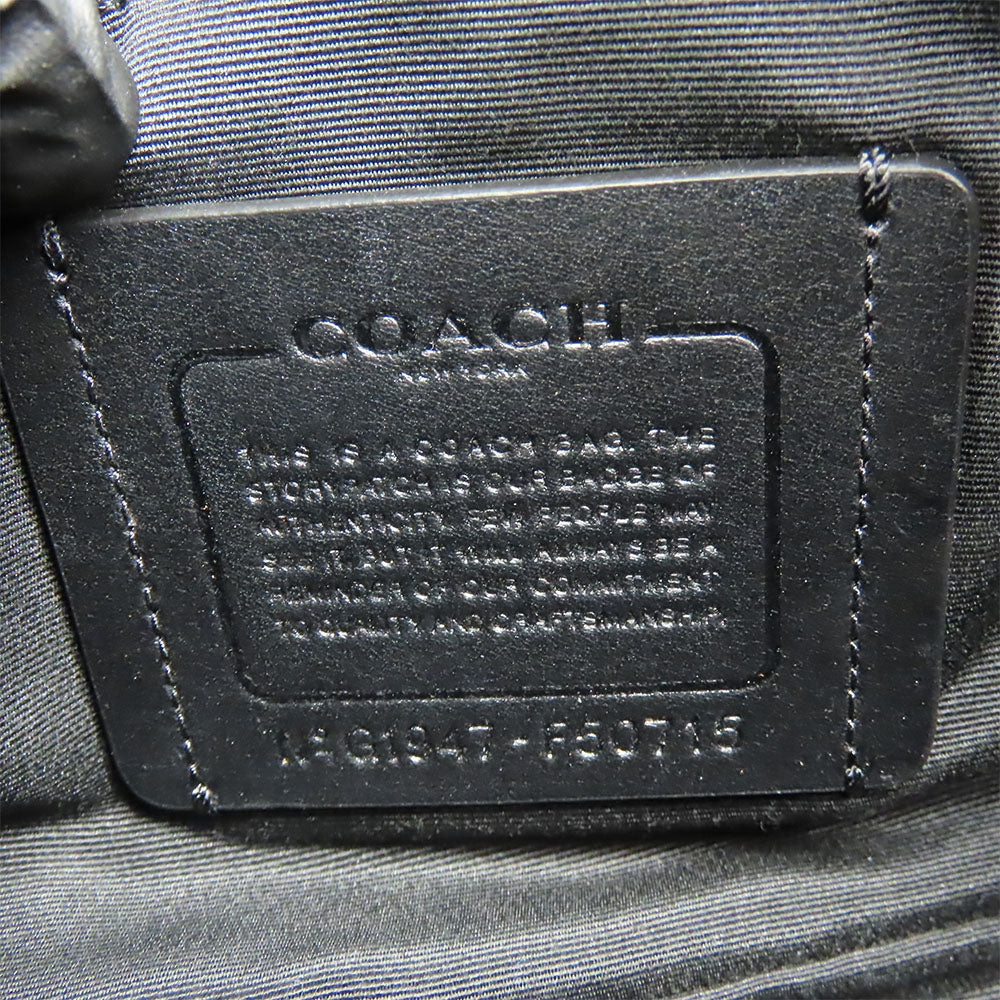 COACH
NEW YORK
THIS IS A COACH BAG. THE
STORYPATCH IS OUR BADGE OF
AUTHENTICITY. FEW PEOPLE MAY
SEE IT, BUT IT WILL ALWAYS BE A
REMINDER OF OUR COMMITMENT
TO QUALITY AND CRAFTSMANSHIP.
-F50715